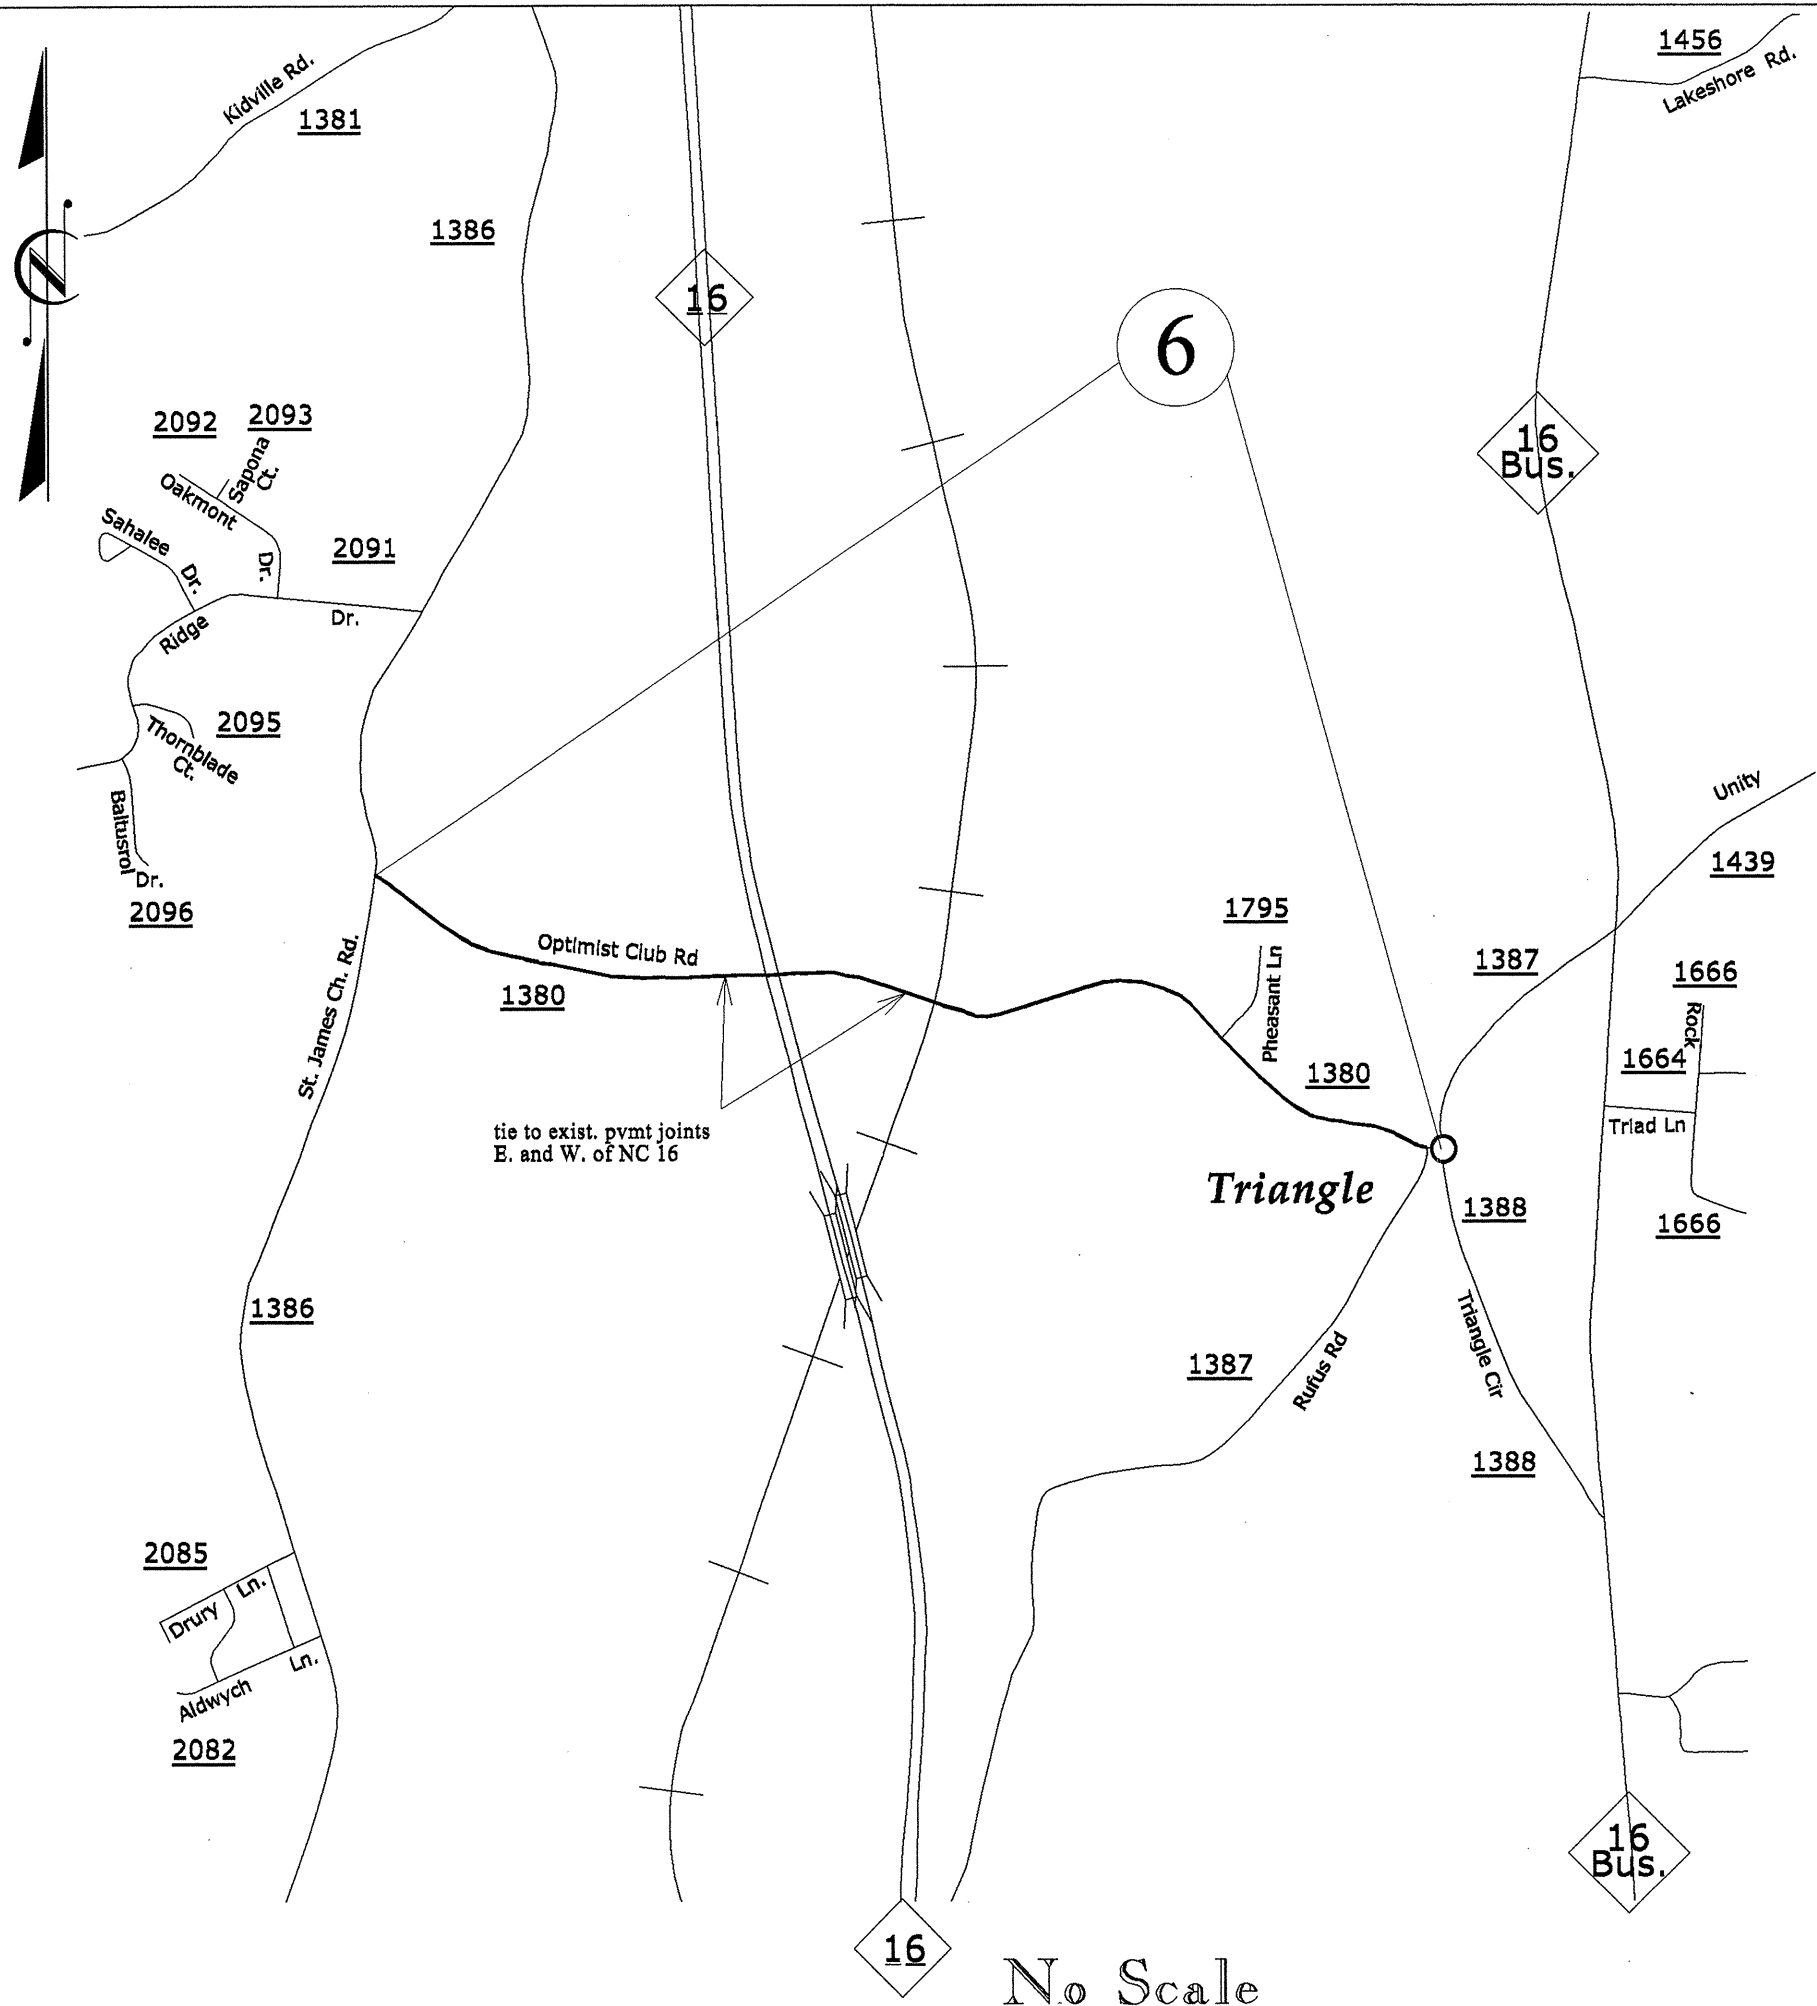 1456
Lakeshore Rd.
Kidville Rd.
1381
N
1386
16
6
2092
2093
Sapona
Ct.
Oakmont
Dr.
16
Bus.
Sahalee
Dr.
2091
Dr.
Ridge
2095
Thornblade
Ct.
Unity
Baltusrol
Dr.
1439
2096
1795
Optimist Club Rd
1380
St. James Ch. Rd.
Pheasant Ln
1387
1666
Rock
1664
1380
tie to exist. pvmt joints
E. and W. of NC 16
Triad Ln
Triangle
1388
1666
1386
Triangle Cir
1387
Rufus Rd
1388
2085
Drury
Ln.
Ln.
Aldwych
2082
16
Bus.
16
No Scale